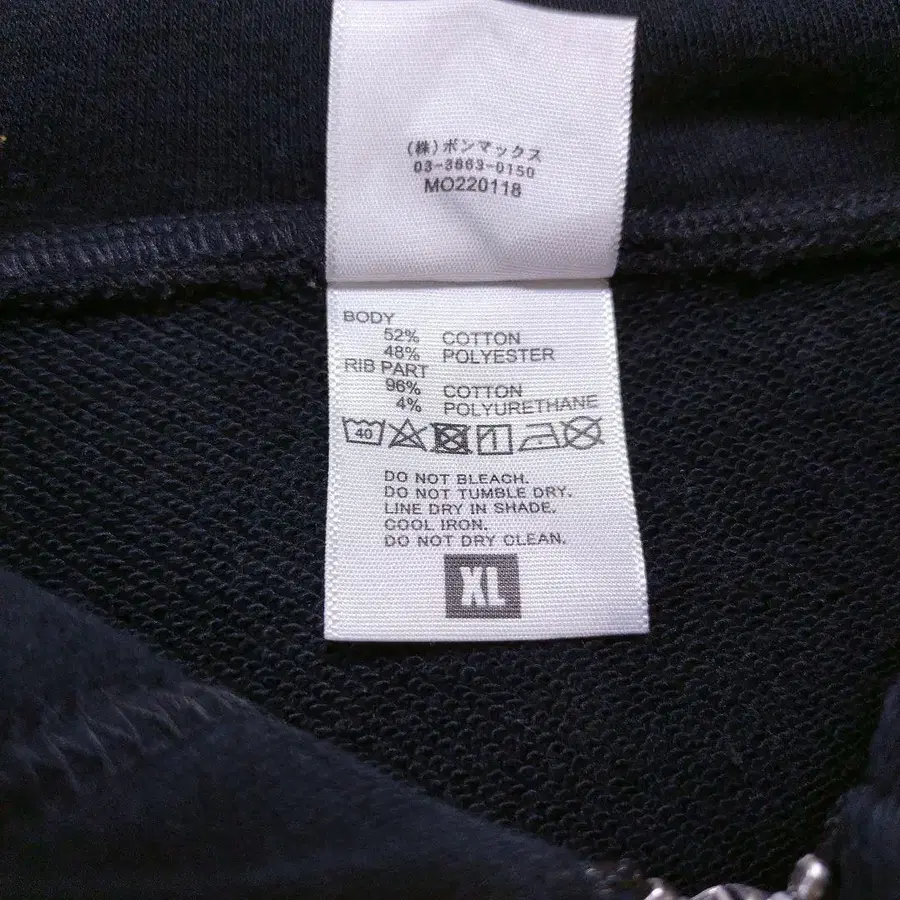 (株)ボンマックス
03-3863-0150
MO220118
BODY
52% COTTON
48% POLYESTER
RIB PART
96% COTTON
4% POLYURETHANE
40
DO NOT BLEACH.
DO NOT TUMBLE DRY.
LINE DRY IN SHADE.
COOL IRON.
DO NOT DRY CLEAN.
XL